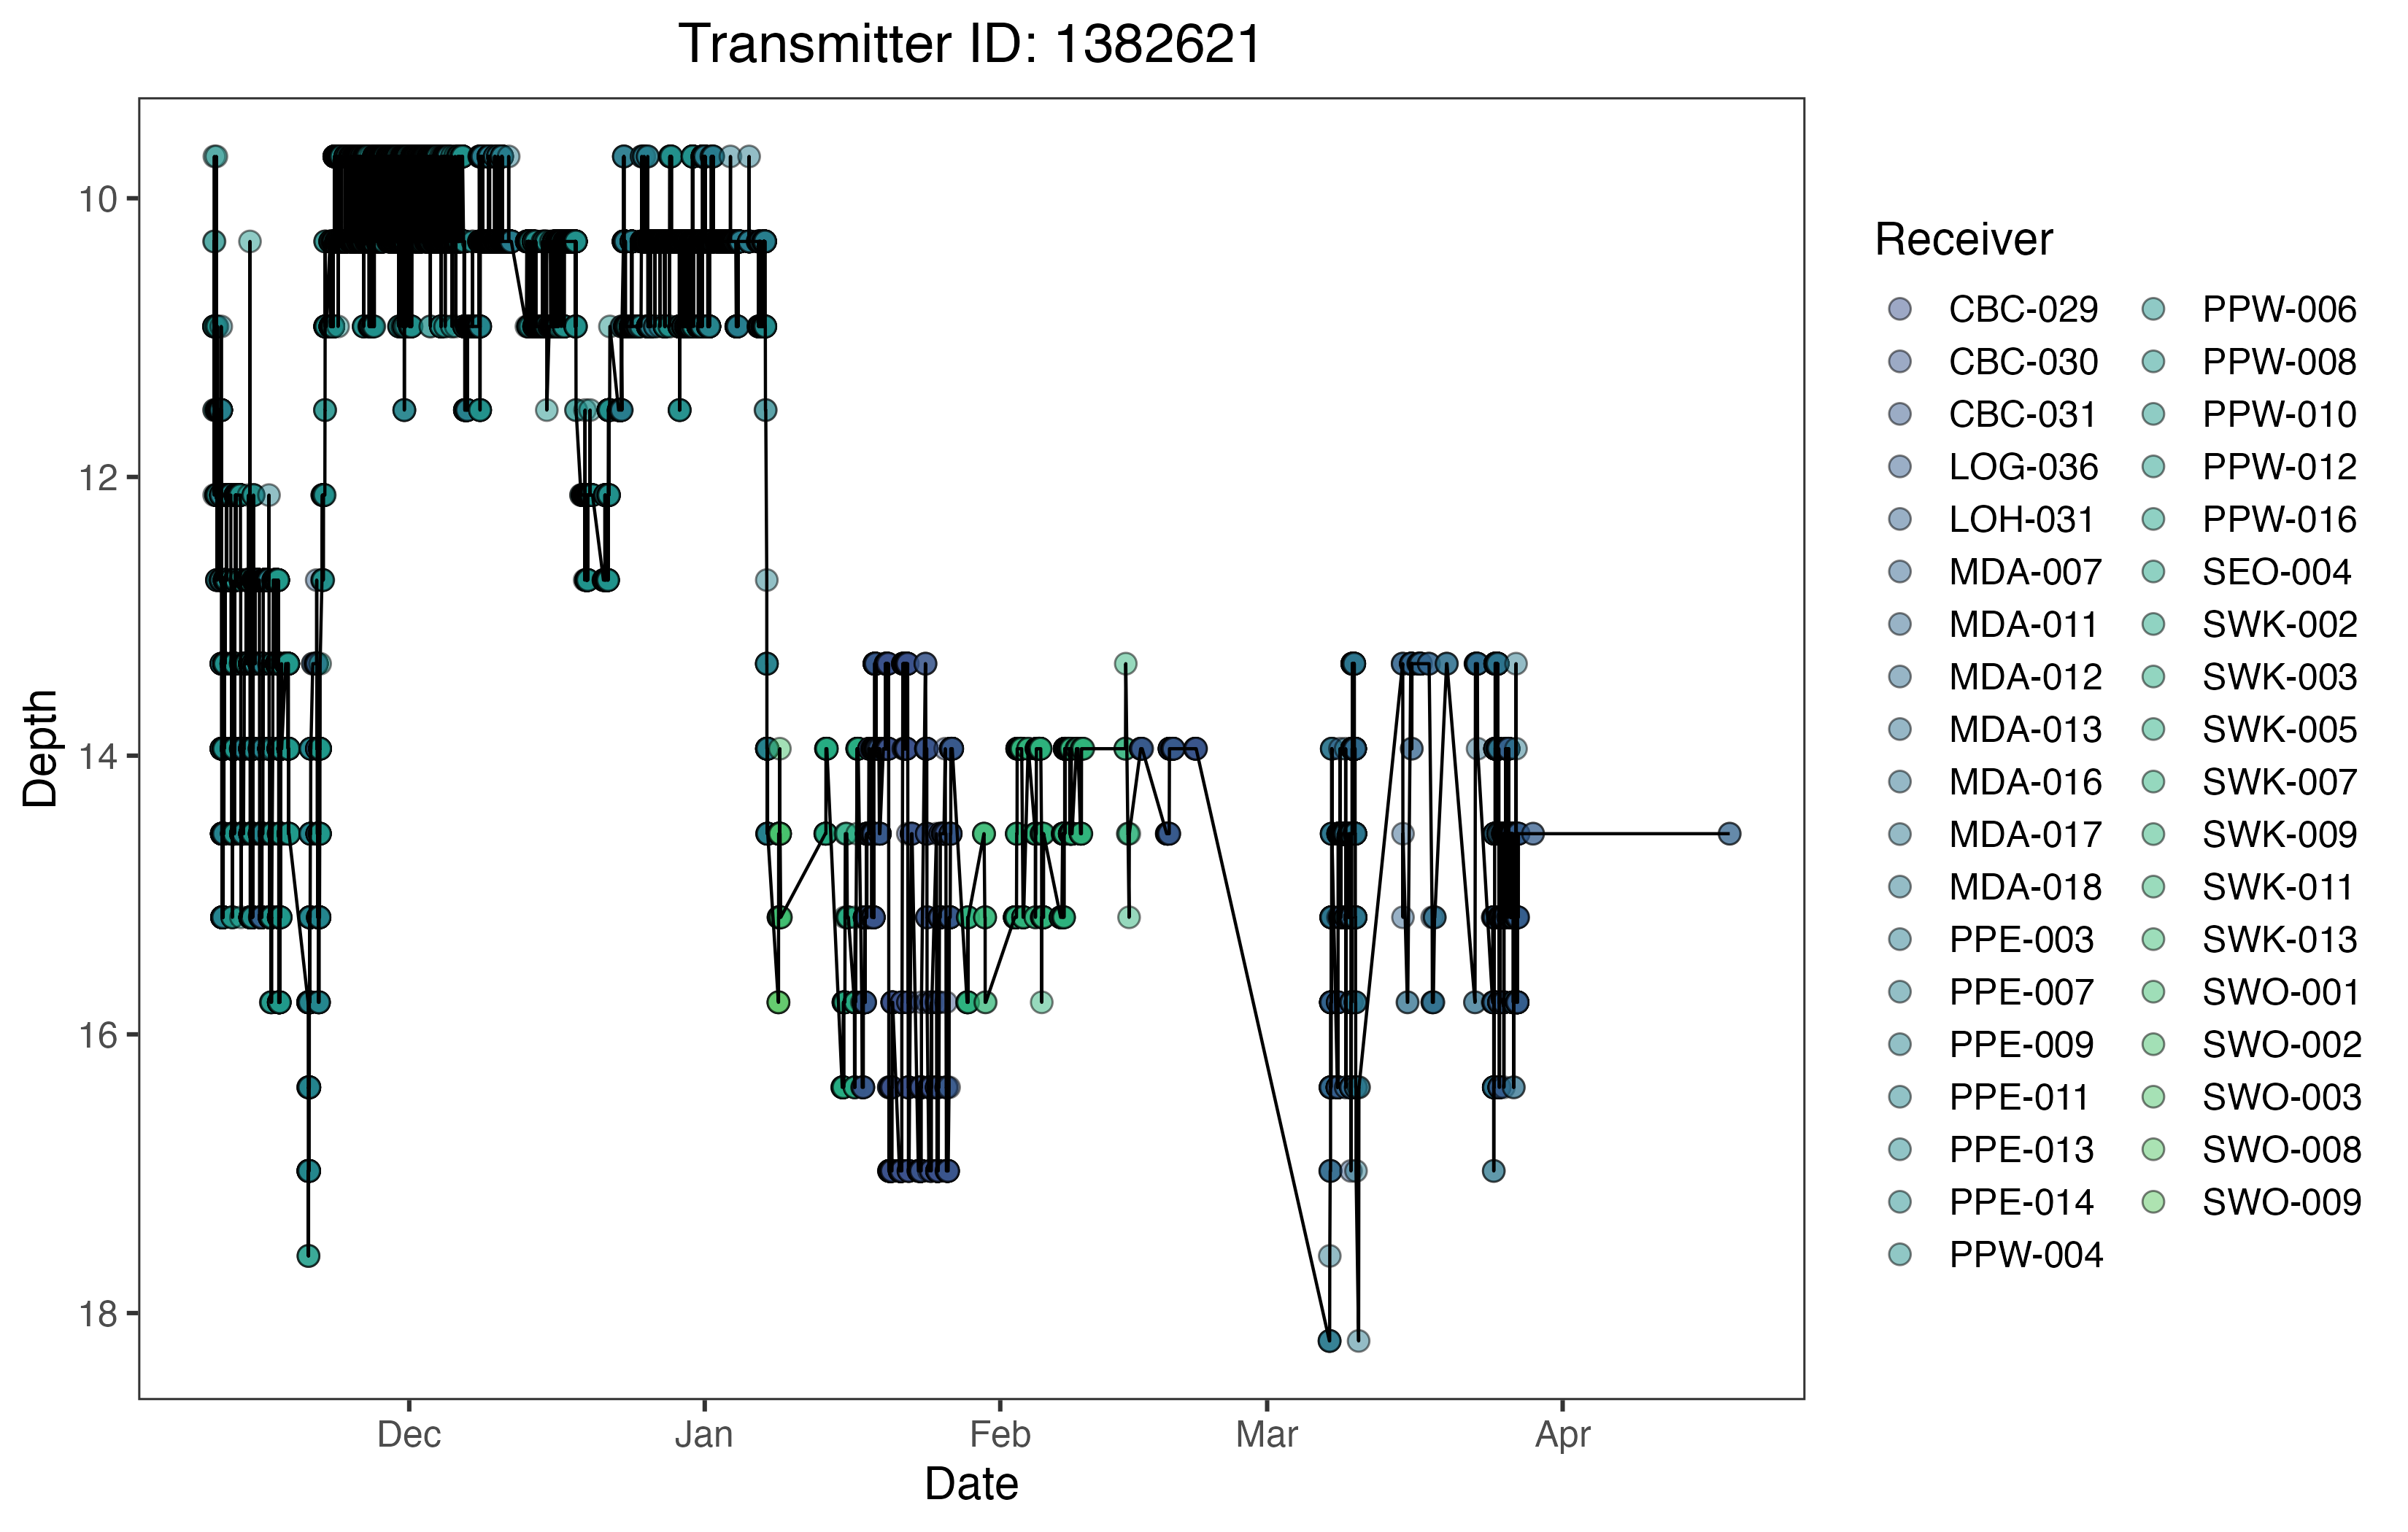 Transmitter ID: 1382621
10
12
14
16
18
Depth
Dec
Jan
Feb
Mar
Apr
Date
Receiver
CBC-029
CBC-030
CBC-031
LOG-036
LOH-031
MDA-007
MDA-011
MDA-012
MDA-013
MDA-016
MDA-017
MDA-018
PPE-003
PPE-007
PPE-009
PPE-011
PPE-013
PPE-014
PPW-004
PPW-006
PPW-008
PPW-010
PPW-012
PPW-016
SEO-004
SWK-002
SWK-003
SWK-005
SWK-007
SWK-009
SWK-011
SWK-013
SWO-001
SWO-002
SWO-003
SWO-008
SWO-009